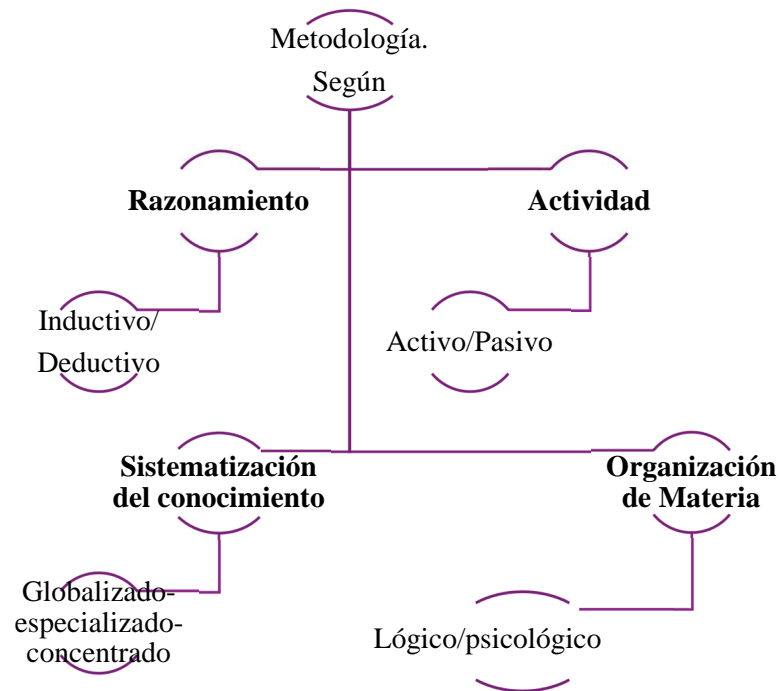 Metodología.
Según
Razonamiento
Actividad
Inductivo/
Deductivo
Activo/Pasivo
Sistematización
del conocimiento
Organización
de Materia
Globalizado-
especializado-
concentrado
Lógico/psicológico